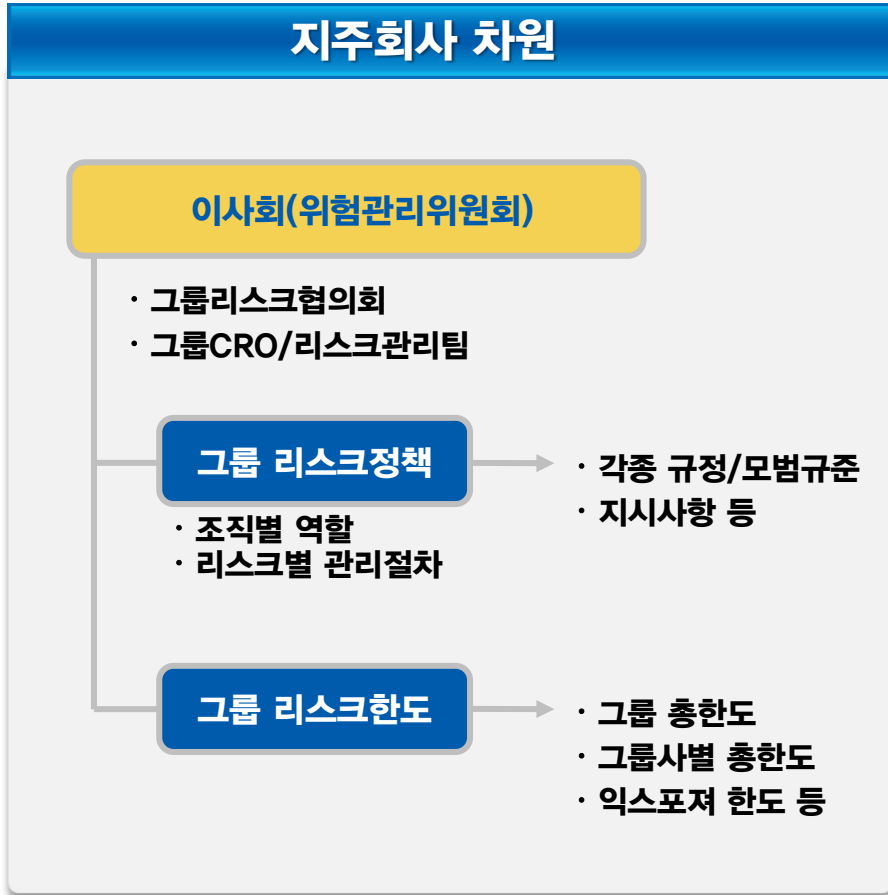 지주회사 차원
이사회(위험관리위원회)
· 그룹리스크협의회
· 그룹CRO/리스크관리팀
그룹 리스크정책
· 각종 규정/모범규준
· 지시사항 등
· 조직별 역할
· 리스크별 관리절차
그룹 리스크한도
· 그룹 총한도
· 그룹사별 총한도
· 익스포져 한도 등